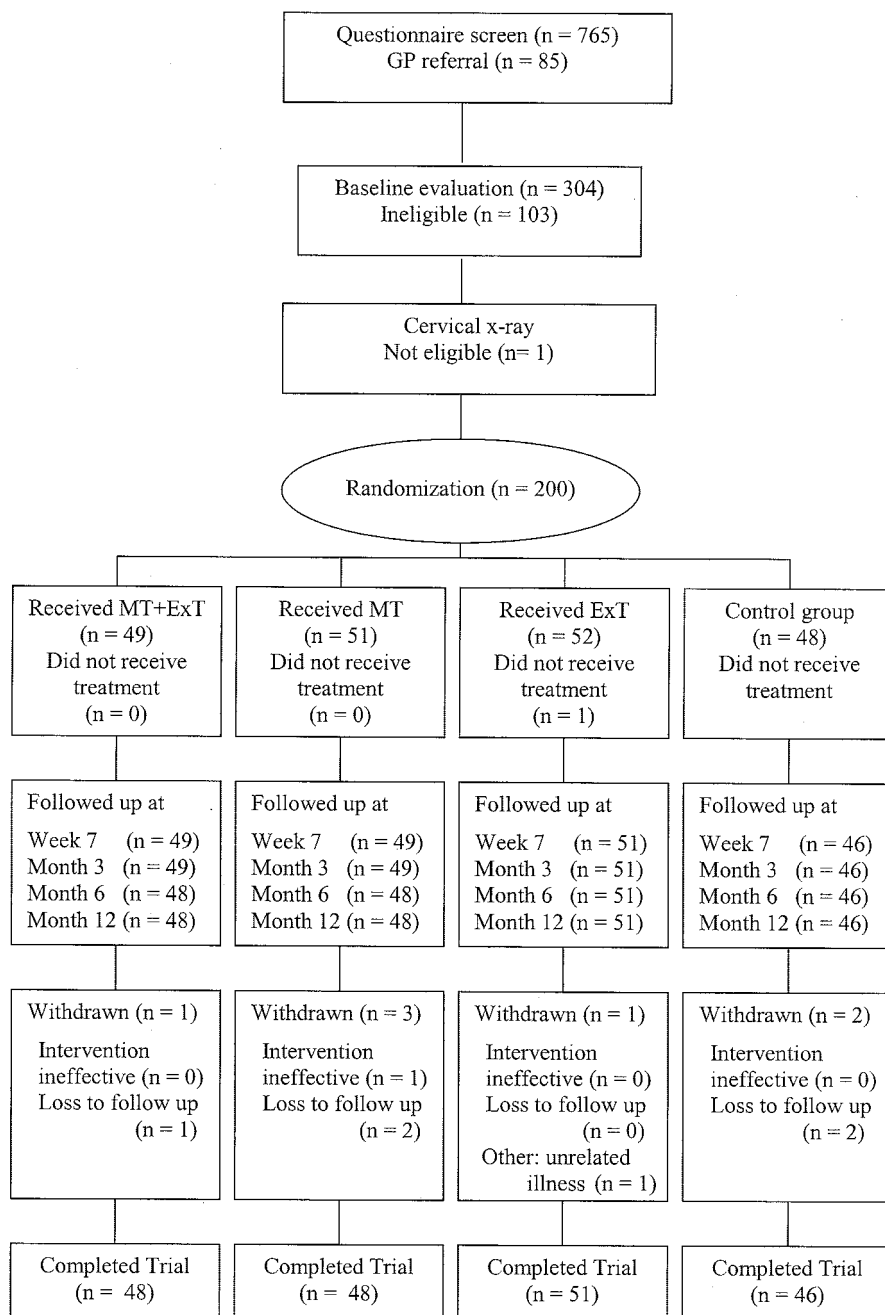 Questionnaire screen (n = 765)
GP referral (n = 85)
Baseline evaluation (n = 304)
Ineligible (n = 103)
Cervical x-ray
Not eligible (n= 1)
Randomization (n = 200)
Received MT+ExT
(n = 49)
Did not receive
treatment
(n = 0)
Received MT
(n = 51)
Did not receive
treatment
(n = 0)
Received ExT
(n = 52)
Did not receive
treatment
(n = 1)
Control group
(n = 48)
Did not receive
treatment
Followed up at
Week 7 (n = 49)
Month 3 (n = 49)
Month 6 (n = 48)
Month 12 (n = 48)
Followed up at
Week 7 (n = 49)
Month 3 (n = 49)
Month 6 (n = 48)
Month 12 (n = 48)
Followed up at
Week 7 (n = 51)
Month 3 (n = 51)
Month 6 (n = 51)
Month 12 (n = 51)
Followed up at
Week 7 (n = 46)
Month 3 (n = 46)
Month 6 (n = 46)
Month 12 (n = 46)
Withdrawn (n = 1)
Intervention
ineffective (n = 0)
Loss to follow up
(n = 1)
Withdrawn (n = 3)
Intervention
ineffective (n = 1)
Loss to follow up
(n = 2)
Withdrawn (n = 1)
Intervention
ineffective (n = 0)
Loss to follow up
(n = 0)
Other: unrelated
illness (n = 1)
Withdrawn (n = 2)
Intervention
ineffective (n = 0)
Loss to follow up
(n = 2)
Completed Trial
(n = 48)
Completed Trial
(n = 48)
Completed Trial
(n = 51)
Completed Trial
(n = 46)